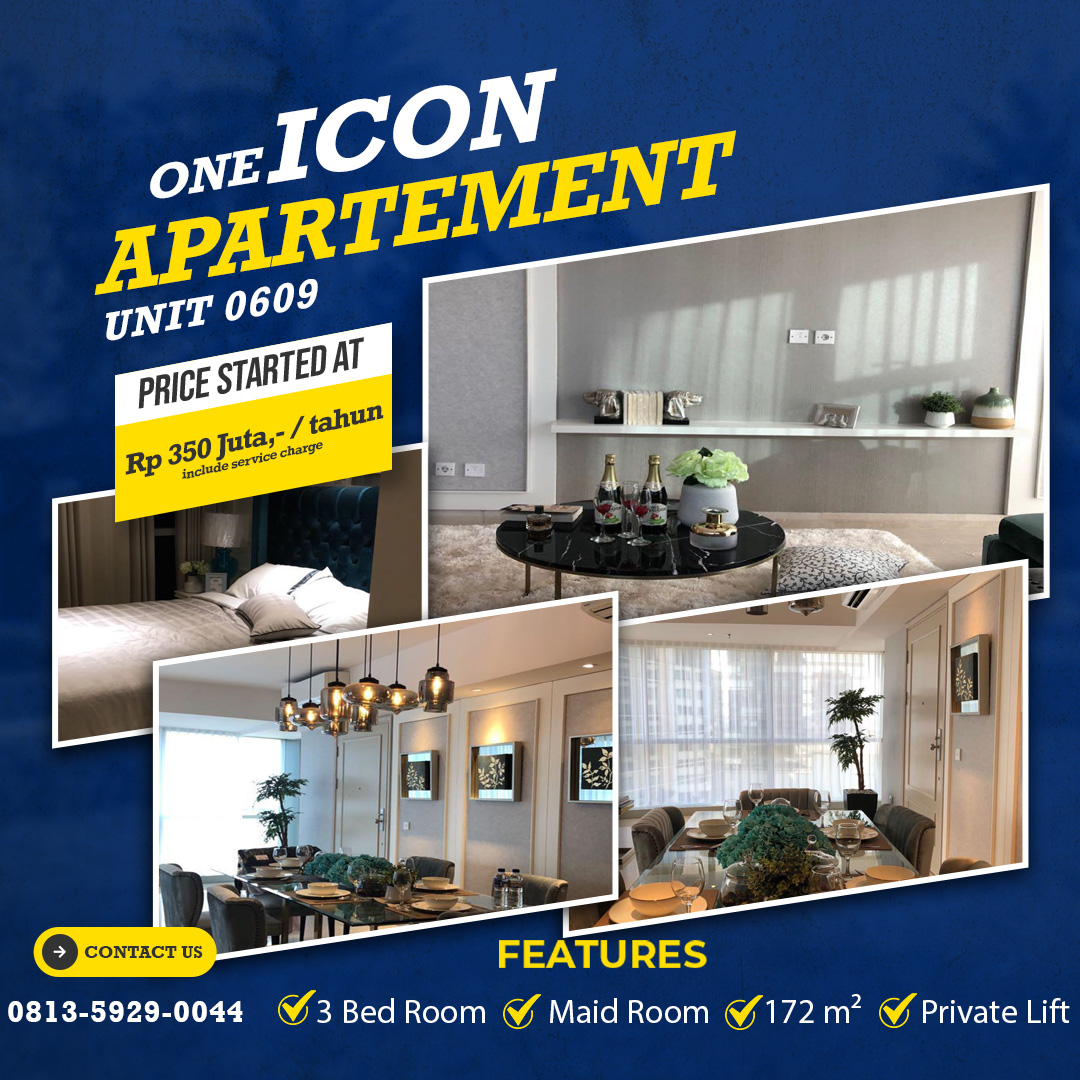 ONE ICON
APARTEMENT
UNIT 0609
PRICE STARTED AT
Rp 350 Juta,- / tahun
include service charge
CONTACT US
0813-5929-0044
FEATURES
3 Bed Room
Maid Room
172 m²
Private Lift